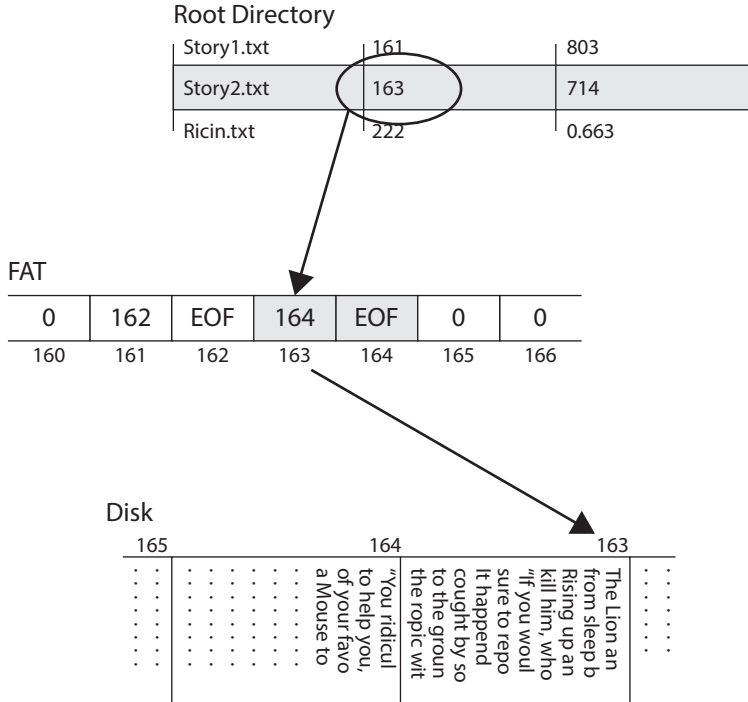 Root Directory
Story1.txt 161 803
Story2.txt 163 714
Ricin.txt 222 0.663
FAT
0 162 EOF 164 EOF 0 0
160 161 162 163 164 165 166
Disk
165 164 163
The Lion an
from sleep b
Rising up an
kill him, who
"If you woul
sure to repo
It happend
cought by so
to the groun
the ropic wit
"You ridicul
to help you,
of your favo
a Mouse to